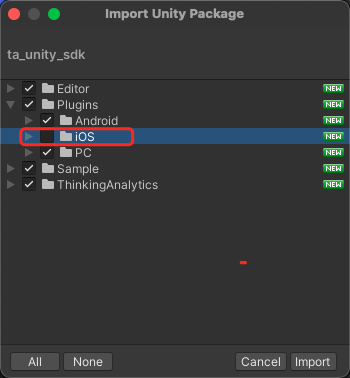 Import Unity Package
ta_unity_sdk
Editor NEW
Plugins NEW
Android NEW
iOS NEW
PC NEW
Sample NEW
ThinkingAnalytics NEW
All None Cancel Import